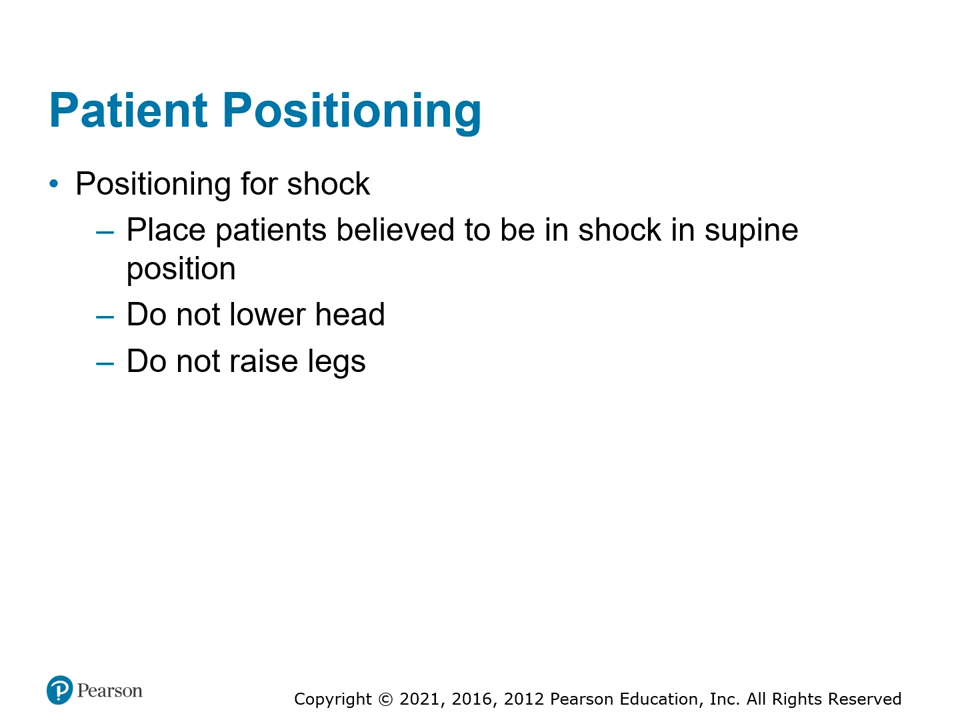 Patient Positioning
• Positioning for shock
– Place patients believed to be in shock in supine
position
– Do not lower head
– Do not raise legs
Pearson
Copyright © 2021, 2016, 2012 Pearson Education, Inc. All Rights Reserved